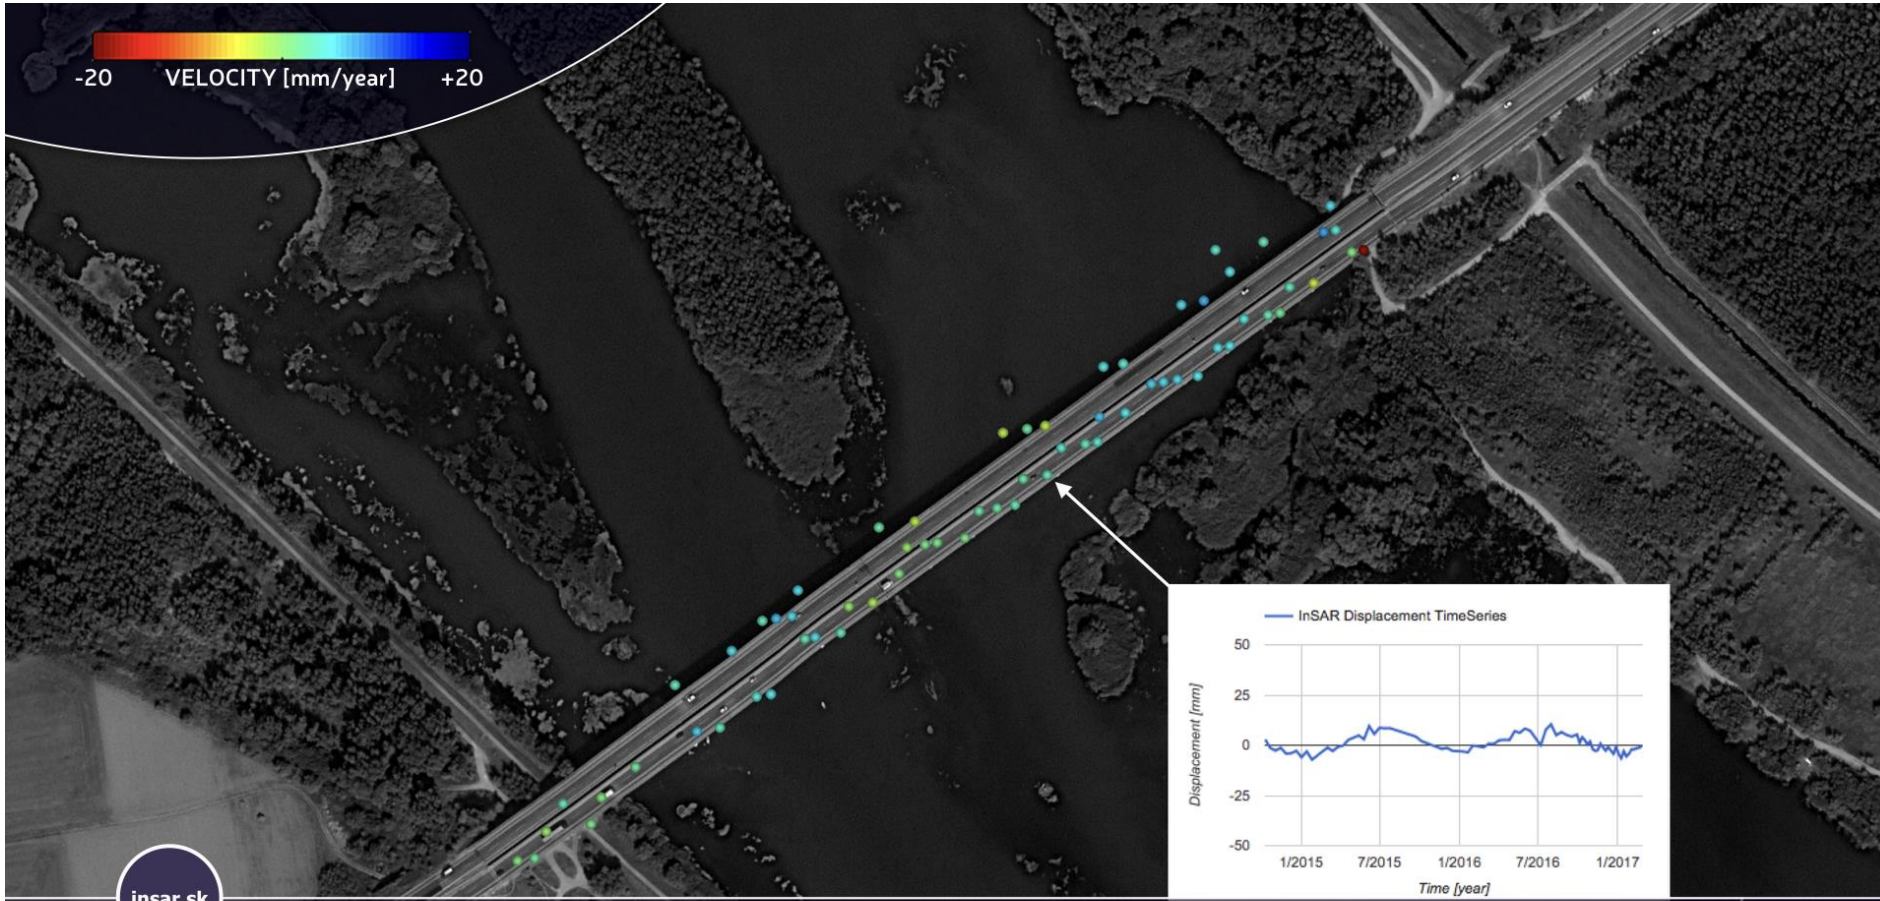 -20 VELOCITY [mm/year] +20
InSAR Displacement TimeSeries
50
25
0
-25
-50
Displacement [mm]
1/2015 7/2015 1/2016 7/2016 1/2017
Time [year]
insar.sk